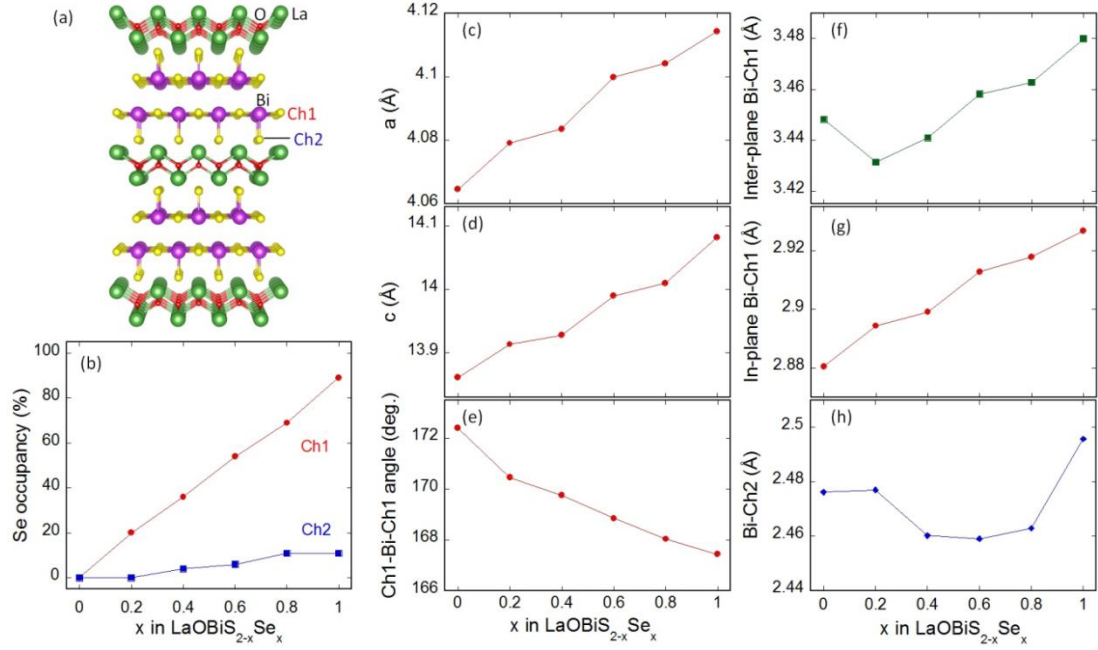 (a)
O
La
Bi
Ch1
Ch2
(b)
Se occupancy (%)
100
80
60
40
20
0
Ch1
Ch2
0 0.2 0.4 0.6 0.8 1
x in LaOBiS2-xSex
(c)
a (Å)
4.12
4.1
4.08
4.06
(d)
c (Å)
14.1
14
13.9
(e)
Ch1-Bi-Ch1 angle (deg.)
172
170
168
166
0 0.2 0.4 0.6 0.8 1
x in LaOBiS2-xSex
(f)
Inter-plane Bi-Ch1 (Å)
3.48
3.46
3.44
3.42
(g)
In-plane Bi-Ch1 (Å)
2.92
2.9
2.88
(h)
Bi-Ch2 (Å)
2.5
2.48
2.46
2.44
0 0.2 0.4 0.6 0.8 1
x in LaOBiS2-xSex